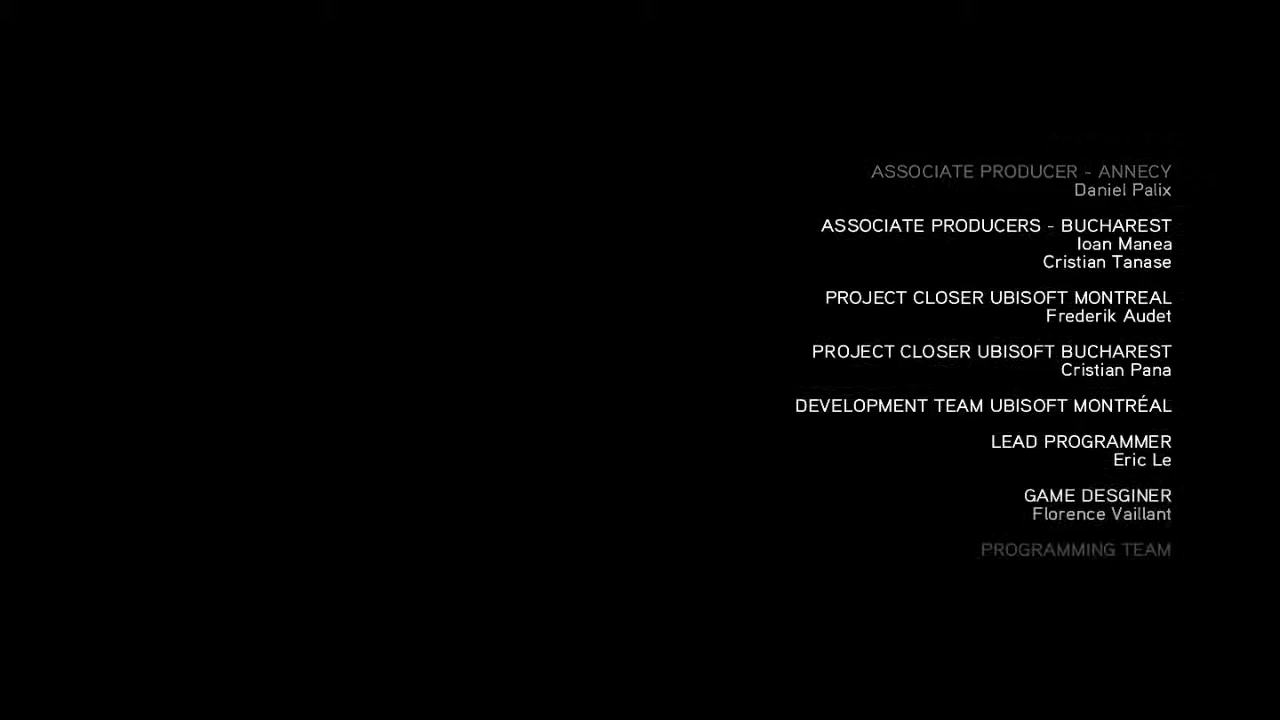 ASSOCIATE PRODUCER - ANNECY
Daniel Palix
ASSOCIATE PRODUCERS - BUCHAREST
Ioan Manea
Cristian Tanase
PROJECT CLOSER UBISOFT MONTREAL
Frederik Audet
PROJECT CLOSER UBISOFT BUCHAREST
Cristian Pana
DEVELOPMENT TEAM UBISOFT MONTRÉAL
LEAD PROGRAMMER
Eric Le
GAME DESGINER
Florence Vaillant
PROGRAMMING TEAM